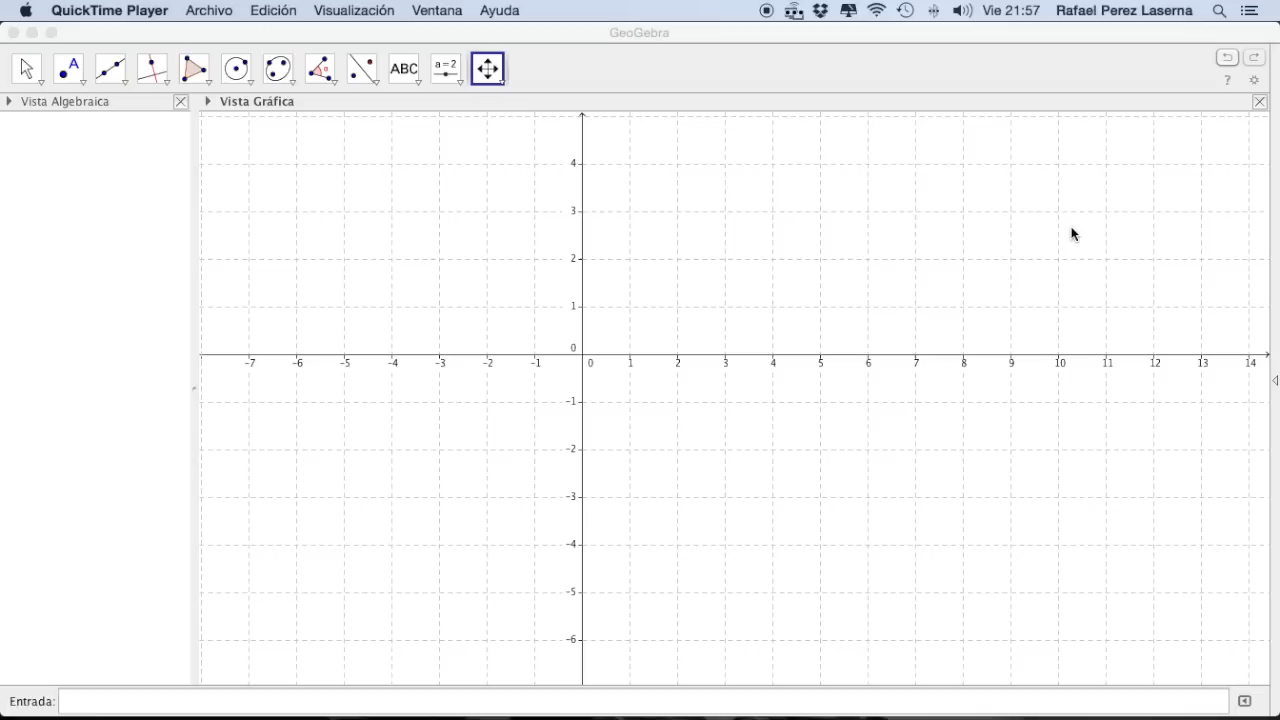 QuickTime Player Archivo Edición Visualización Ventana Ayuda Vie 21:57 Rafael Perez Laserna
GeoGebra
A ABC a=2
?
Vista Algebraica Vista Gráfica
4
3
2
1
0
-7 -6 -5 -4 -3 -2 -1 0 1 2 3 4 5 6 7 8 9 10 11 12 13 14
-1
-2
-3
-4
-5
-6
Entrada: